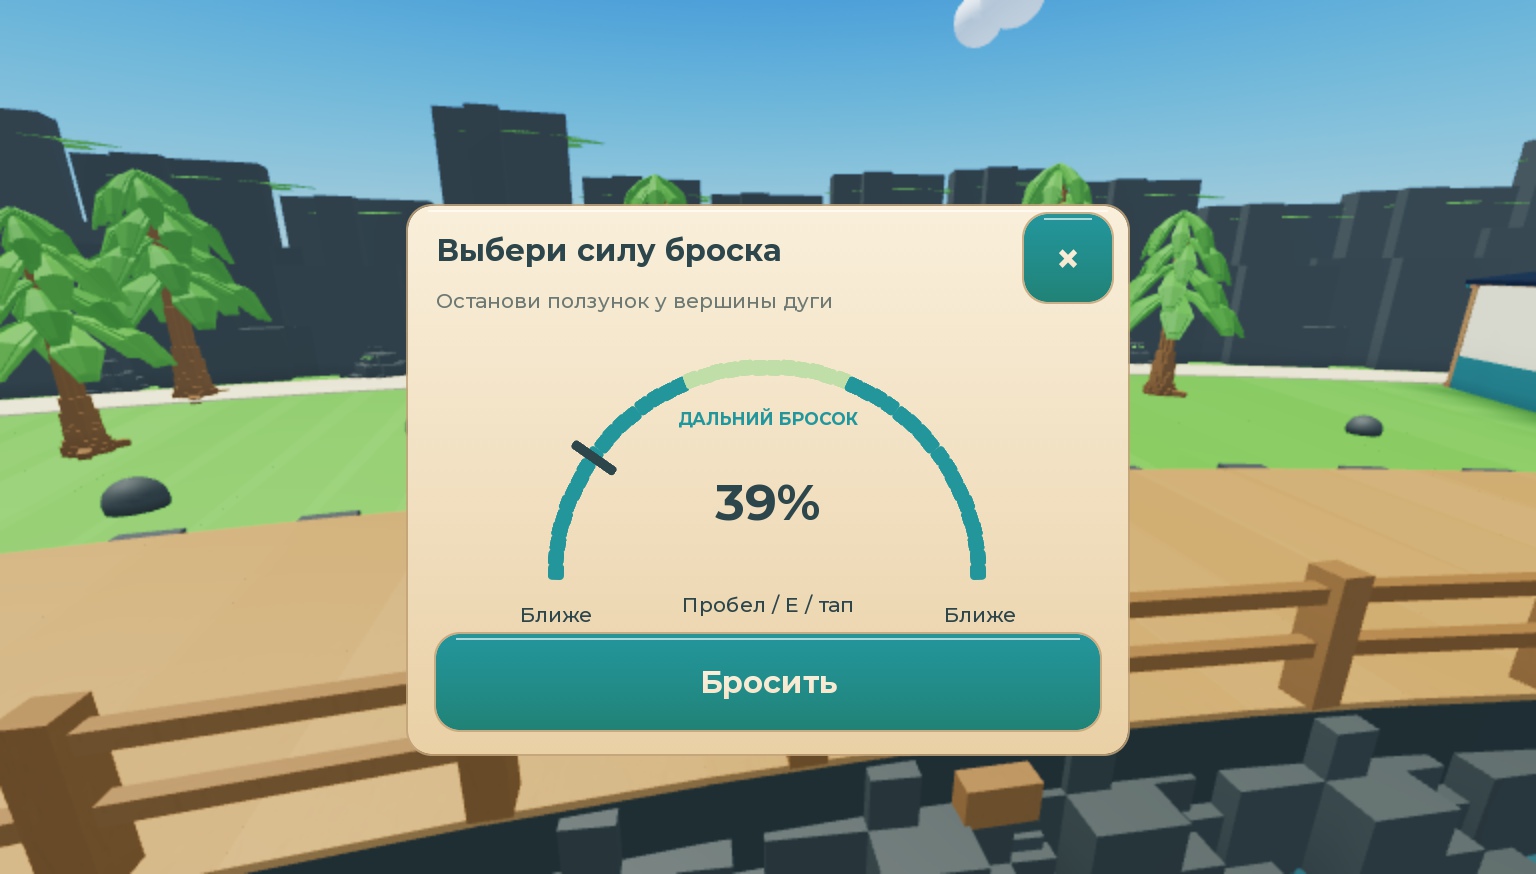 Выбери силу броска
×
Останови ползунок у вершины дуги
ДАЛЬНИЙ БРОСОК
39%
Пробел / E / тап
Ближе
Ближе
Бросить